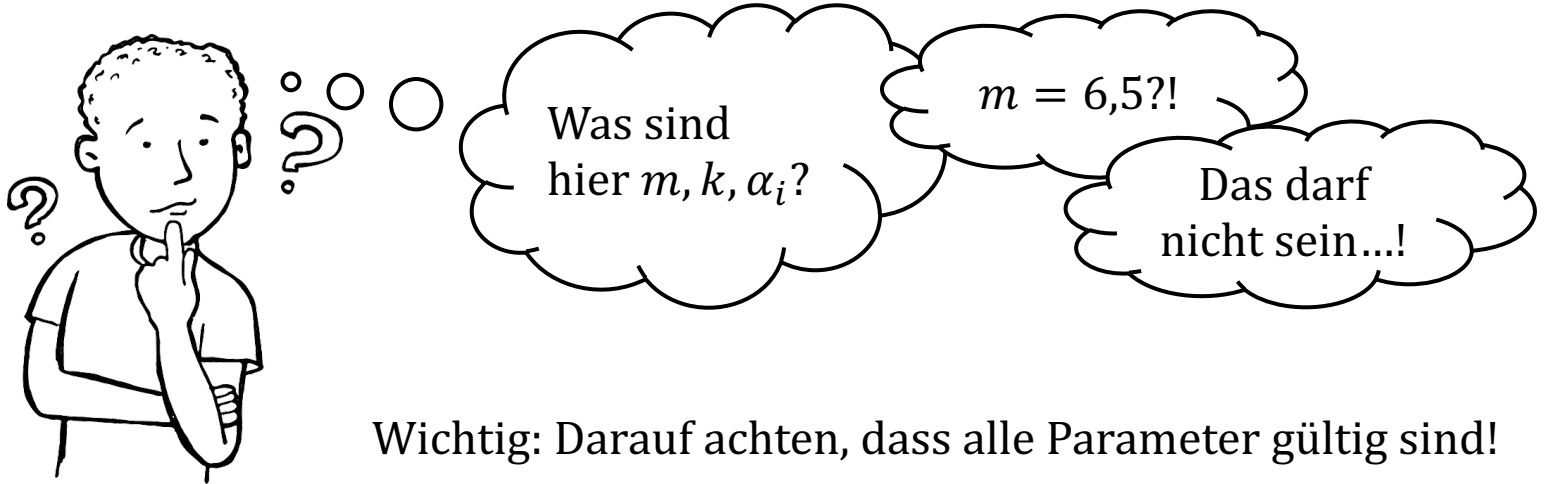 ?
?
Was sind
hier m, k, αᵢ?
m = 6,5?!
Das darf
nicht sein...!
Wichtig: Darauf achten, dass alle Parameter gültig sind!